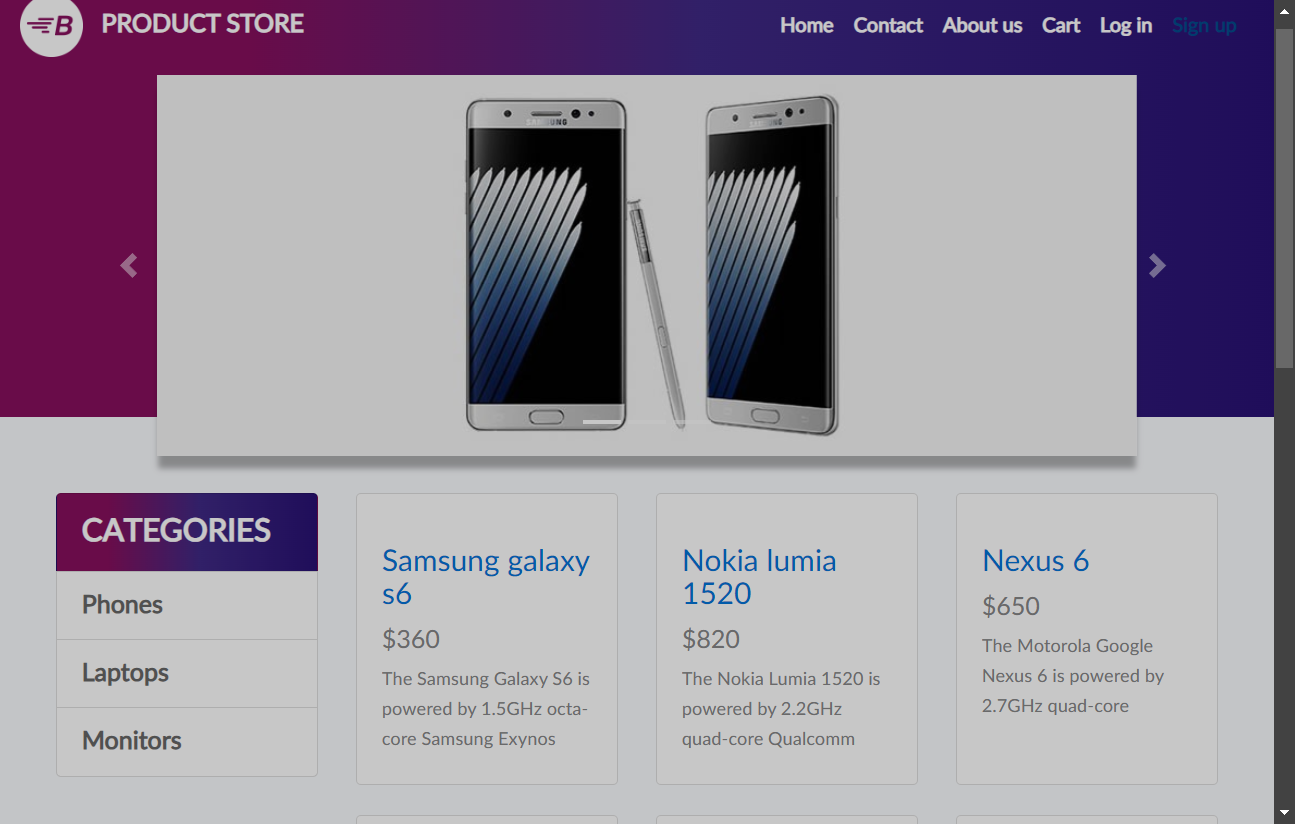 B PRODUCT STORE
Home Contact About us Cart Log in Sign up
SAMSUNG SAMSUNG
CATEGORIES
Phones
Laptops
Monitors
Samsung galaxy
s6
$360
The Samsung Galaxy S6 is
powered by 1.5GHz octa-
core Samsung Exynos
Nokia lumia
1520
$820
The Nokia Lumia 1520 is
powered by 2.2GHz
quad-core Qualcomm
Nexus 6
$650
The Motorola Google
Nexus 6 is powered by
2.7GHz quad-core